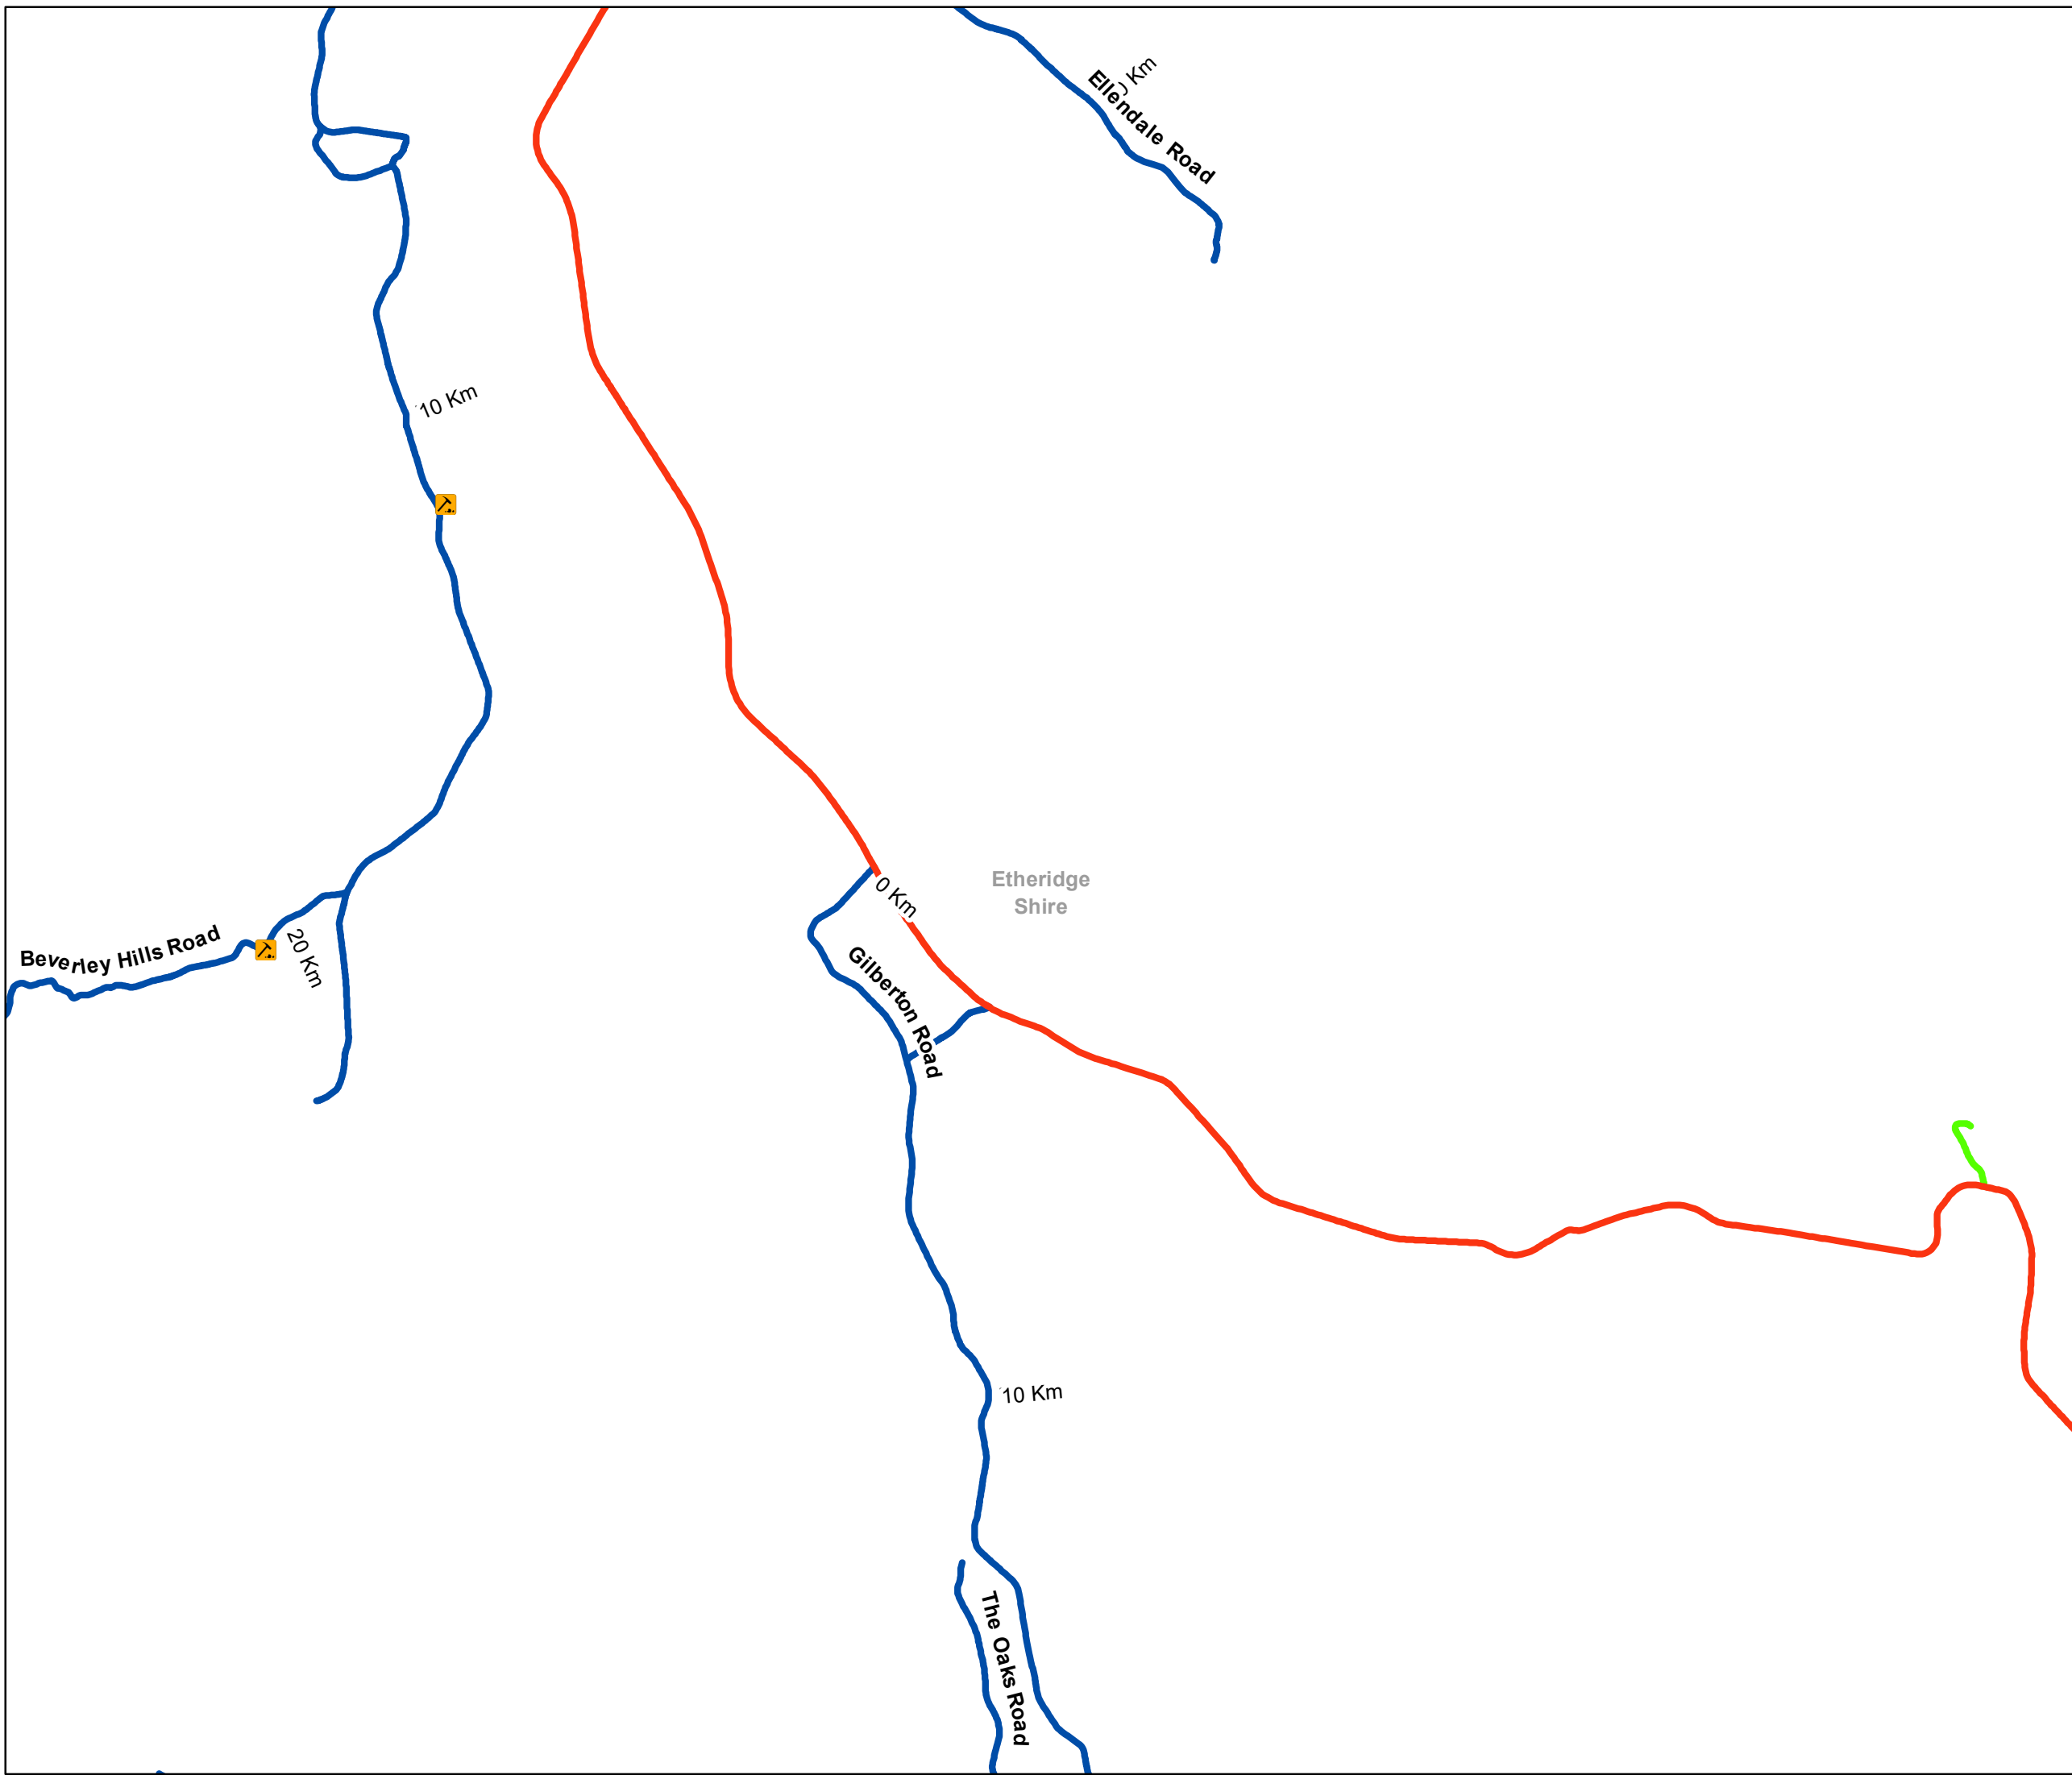 Km
Ellendale Road
10 Km
0 Km
Etheridge
Shire
Beverley Hills Road
20 Km
Gilberton Road
10 Km
The Oaks Road